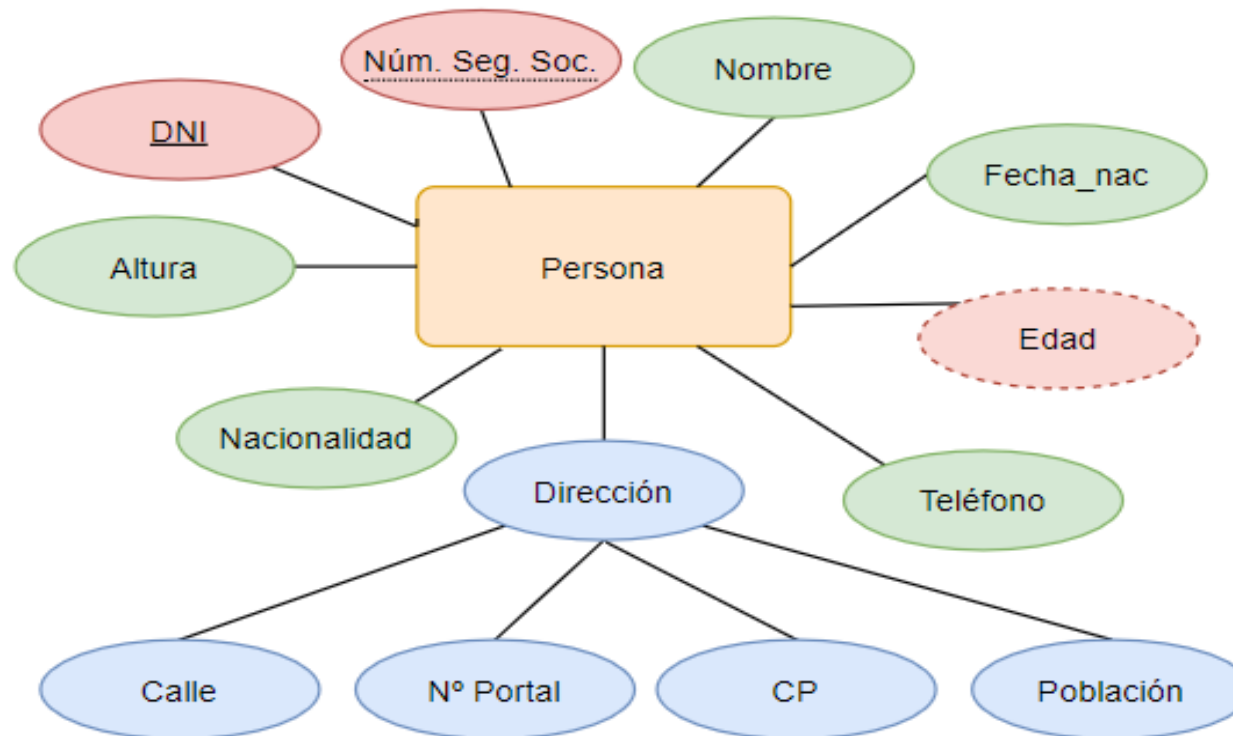 Núm. Seg. Soc.
Nombre
DNI
Fecha_nac
Altura
Persona
Edad
Nacionalidad
Dirección
Teléfono
Calle
Nº Portal
CP
Población